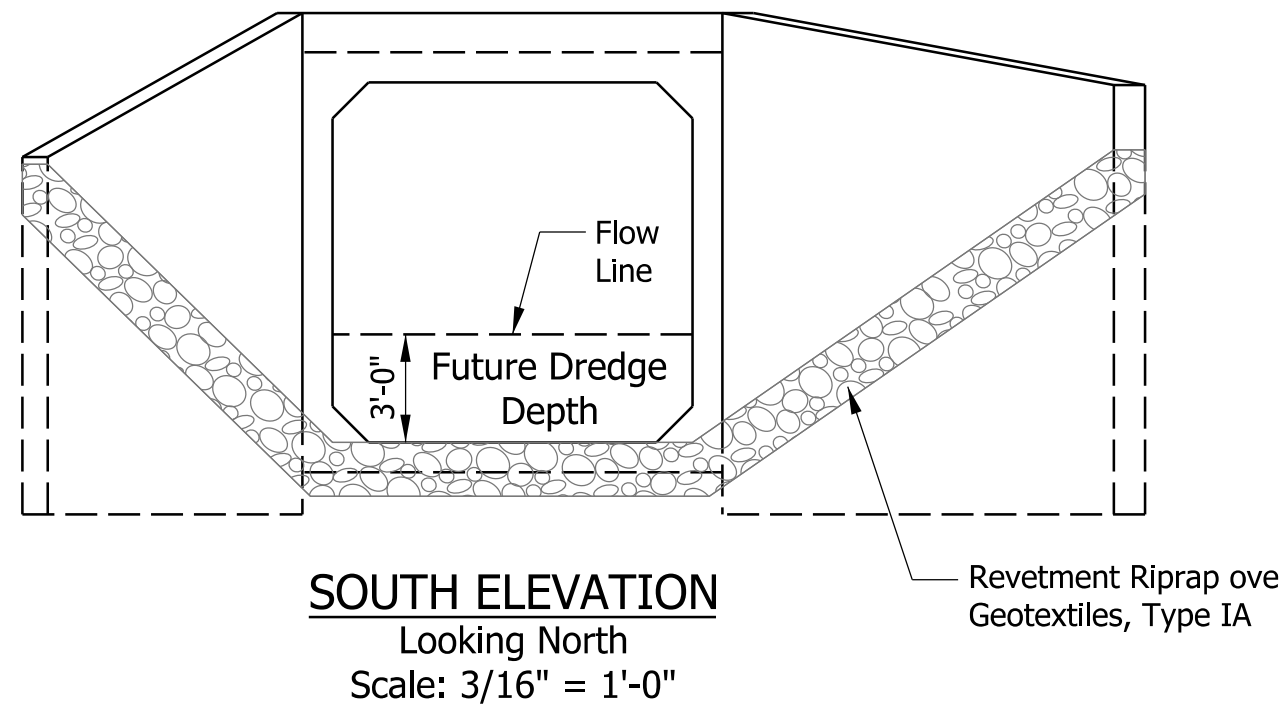 Flow
Line
3'-0"
Future Dredge
Depth
Revetment Riprap ove
Geotextiles, Type IA
SOUTH ELEVATION
Looking North
Scale: 3/16" = 1'-0"